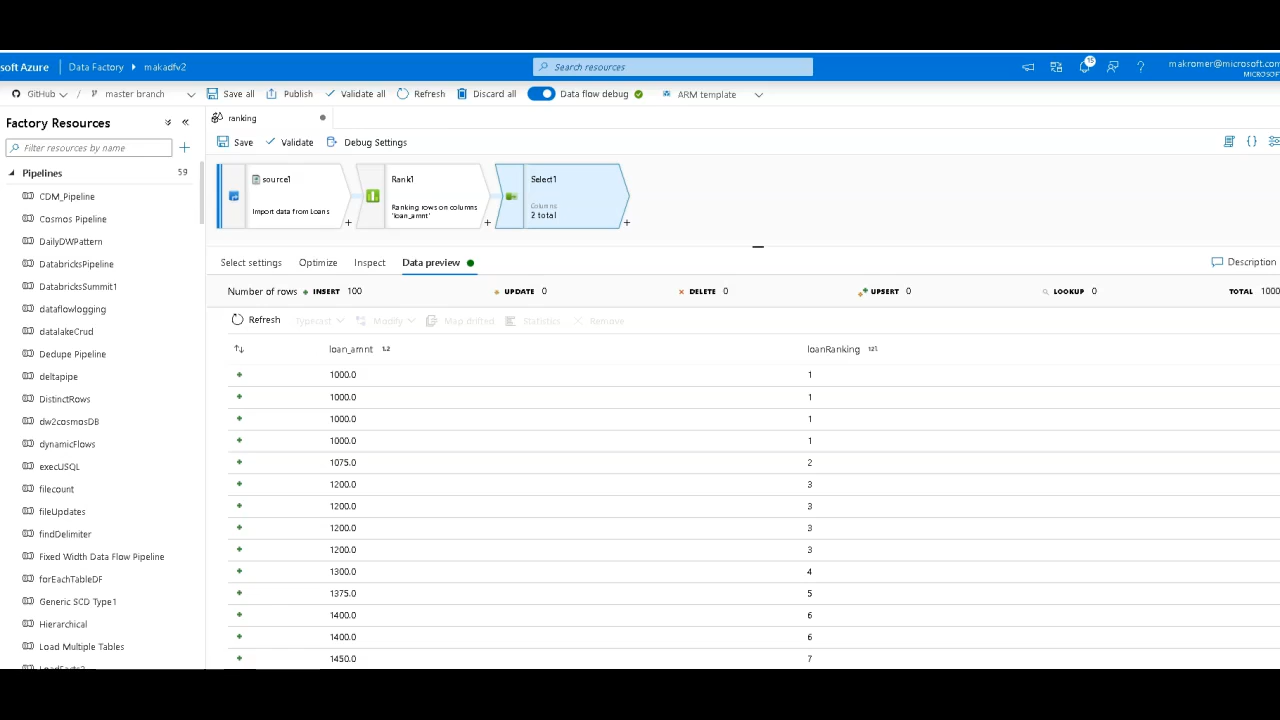 soft Azure Data Factory makadfv2 Search resources 15 makromer@microsoft.com
MICROSOFT
GitHub / master branch Save all Publish Validate all Refresh Discard all Data flow debug ARM template
Factory Resources
Filter resources by name
Pipelines 59
CDM_Pipeline
Cosmos Pipeline
DailyDWPattern
DatabricksPipeline
DatabricksSummit1
dataflowlogging
datalakeCrud
Dedupe Pipeline
deltapipe
DistinctRows
dw2cosmosDB
dynamicFlows
execUSQL
filecount
fileUpdates
findDelimiter
Fixed Width Data Flow Pipeline
forEachTableDF
Generic SCD Type1
Hierarchical
Load Multiple Tables
LoadFacts2
ranking
Save Validate Debug Settings
source1
Import data from Loans
Rank1
Ranking rows on columns
'loan_amnt'
Select1
Columns:
2 total
Select settings Optimize Inspect Data preview Description
Number of rows INSERT 100 UPDATE 0 DELETE 0 UPSERT 0 LOOKUP 0 TOTAL 1000
Refresh Typecast Modify Map drifted Statistics Remove
loan_amnt 1.2 loanRanking 12l
1000.0 1
1000.0 1
1000.0 1
1000.0 1
1075.0 2
1200.0 3
1200.0 3
1200.0 3
1200.0 3
1300.0 4
1375.0 5
1400.0 6
1400.0 6
1450.0 7